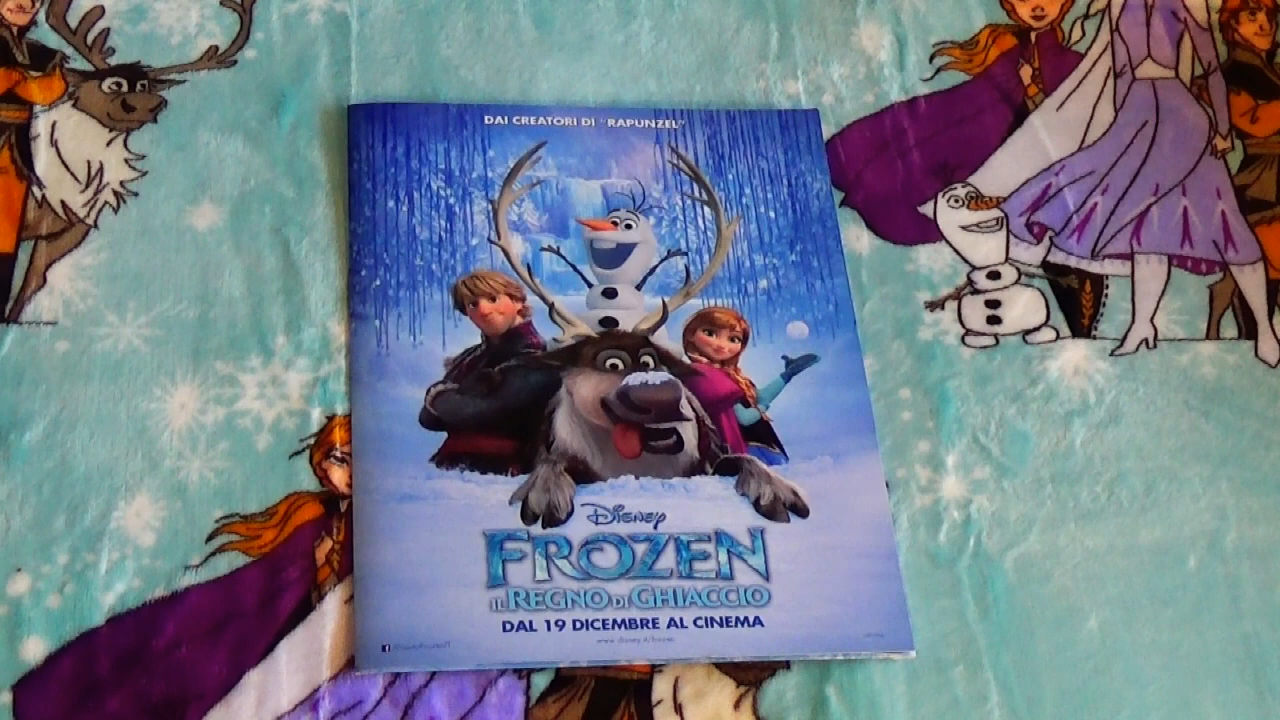 DAI CREATORI DI "RAPUNZEL"
DISNEY
FROZEN
IL REGNO DI GHIACCIO
DAL 19 DICEMBRE AL CINEMA